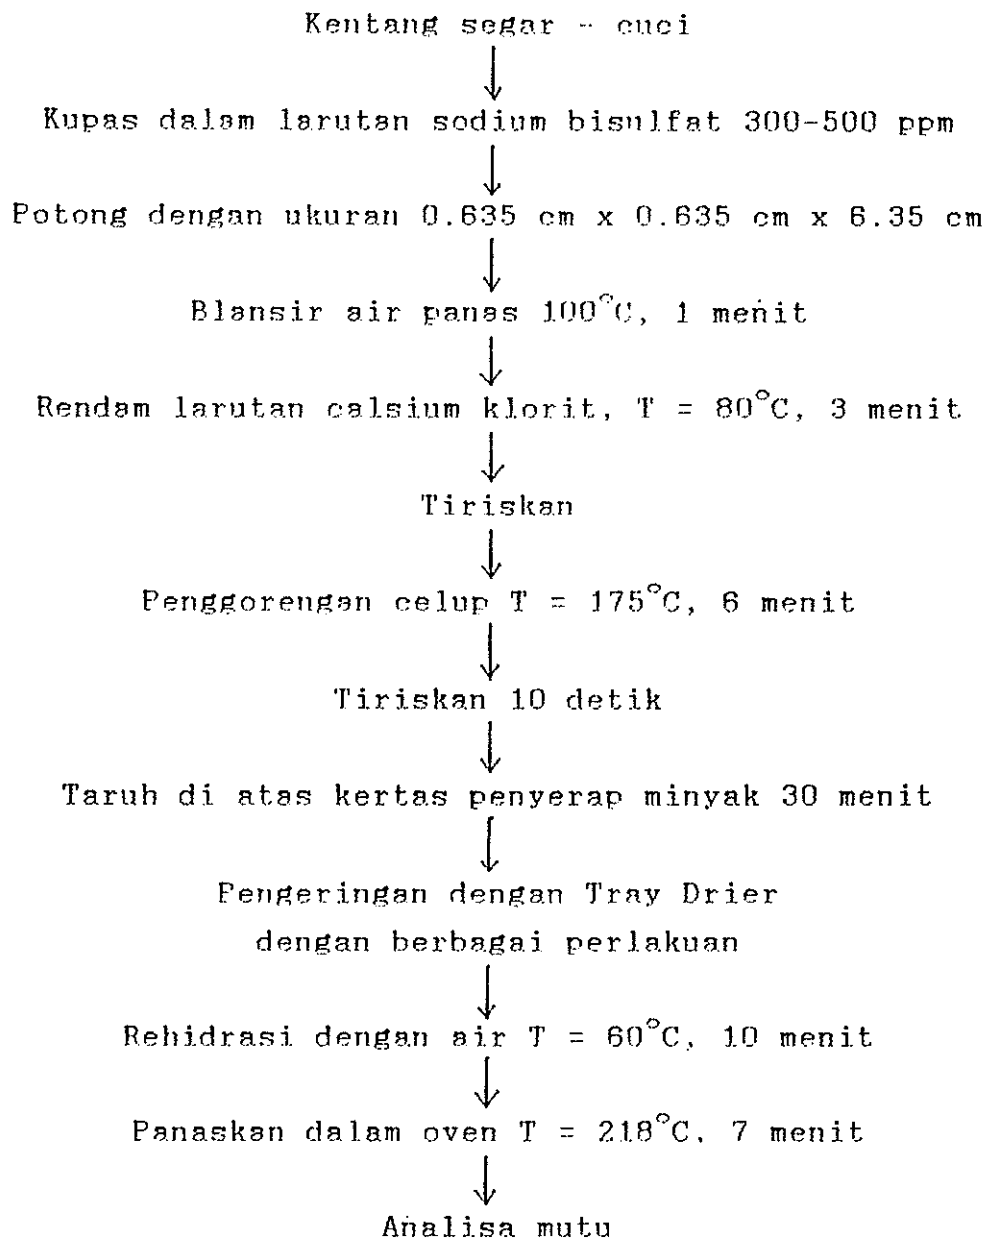 Kentang segar - cuci
Kupas dalam larutan sodium bisulfat 300-500 ppm
Potong dengan ukuran 0.635 cm x 0.635 cm x 6.35 cm
Blansir air panas 100°C, 1 menit
Rendam larutan calsium klorit, T = 80°C, 3 menit
Tiriskan
Penggorengan celup T = 175°C, 6 menit
Tiriskan 10 detik
Taruh di atas kertas penyerap minyak 30 menit
Pengeringan dengan Tray Drier
dengan berbagai perlakuan
Rehidrasi dengan air T = 60°C, 10 menit
Panaskan dalam oven T = 218°C, 7 menit
Analisa mutu